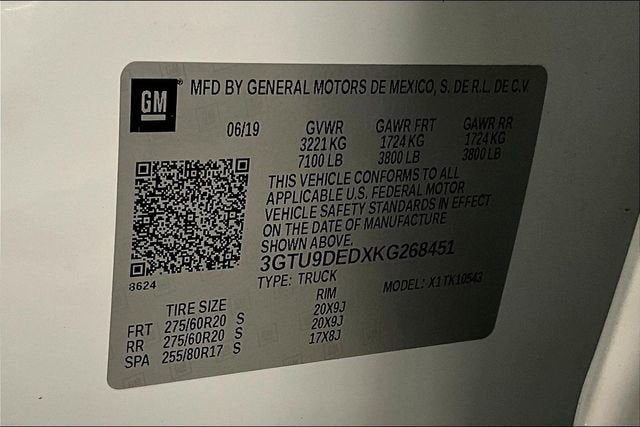 GM
MFD BY GENERAL MOTORS DE MEXICO, S. DE R.L. DE C.V.
06/19 GVWR GAWR FRT GAWR RR
3221 KG 1724 KG 1724 KG
7100 LB 3800 LB 3800 LB
THIS VEHICLE CONFORMS TO ALL
APPLICABLE U.S. FEDERAL MOTOR
VEHICLE SAFETY STANDARDS IN EFFECT
ON THE DATE OF MANUFACTURE
SHOWN ABOVE.
3GTU9DEDXKG268451
8624
TYPE: TRUCK MODEL: X1TK10543
TIRE SIZE RIM
FRT 275/60R20 S 20X9J
RR 275/60R20 S 20X9J
SPA 255/80R17 S 17X8J